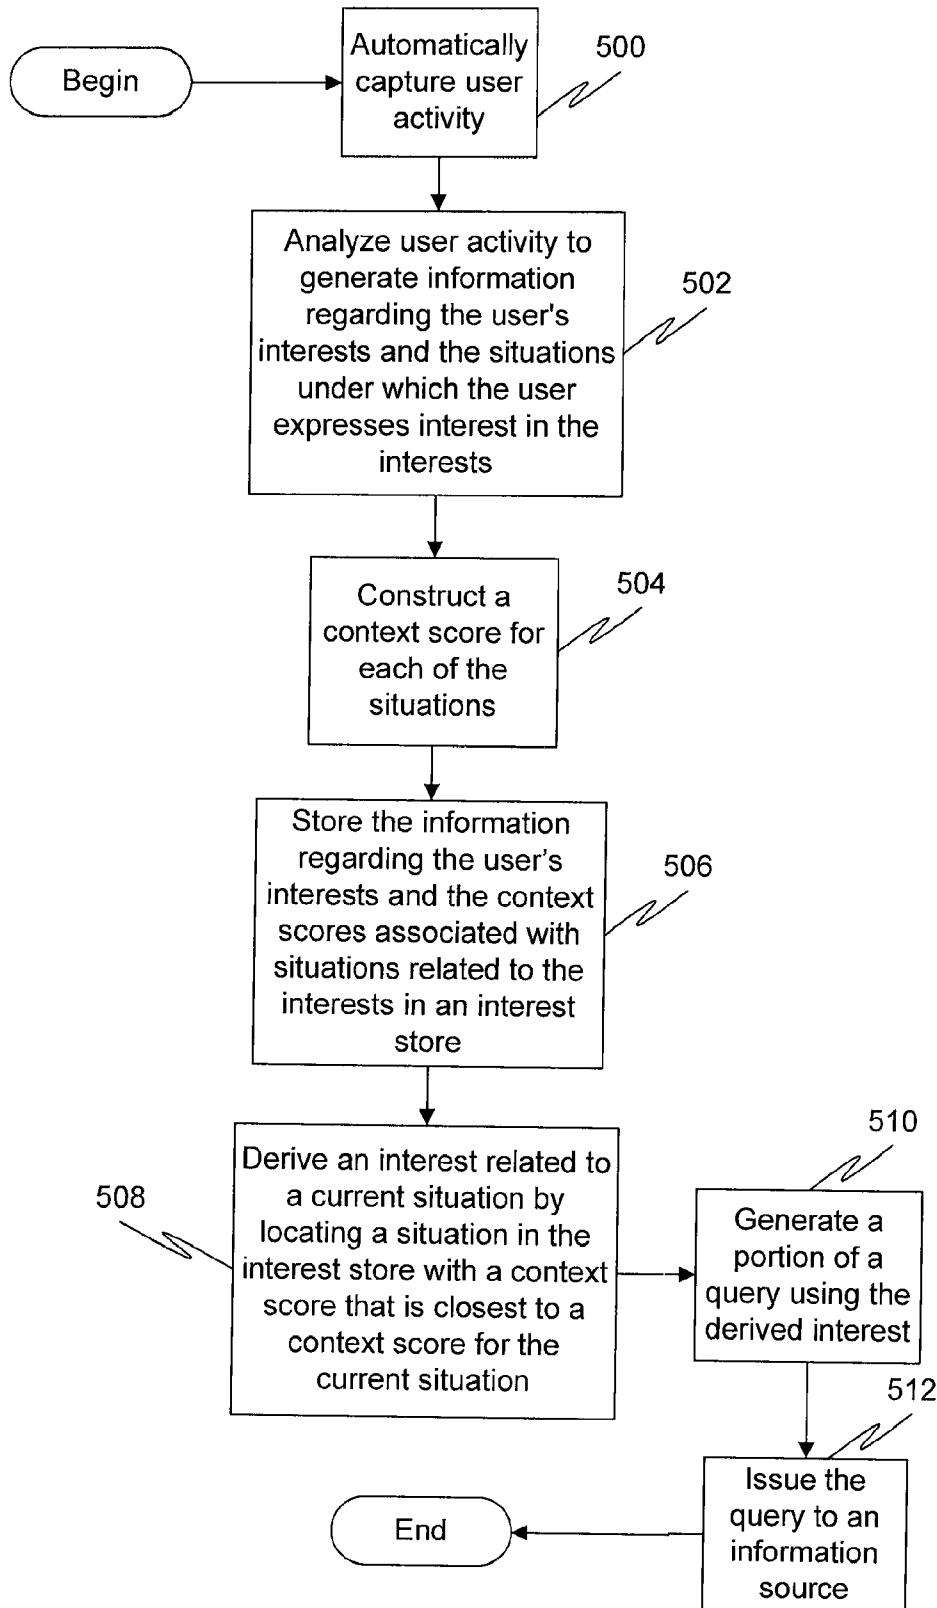 Begin
Automatically
capture user
activity
500
Analyze user activity to
generate information
regarding the user's
interests and the situations
under which the user
expresses interest in the
interests
502
Construct a
context score for
each of the
situations
504
Store the information
regarding the user's
interests and the context
scores associated with
situations related to the
interests in an interest
store
506
Derive an interest related to
a current situation by
locating a situation in the
interest store with a context
score that is closest to a
context score for the
current situation
508
Generate a
portion of a
query using the
derived interest
510
Issue the
query to an
information
source
512
End